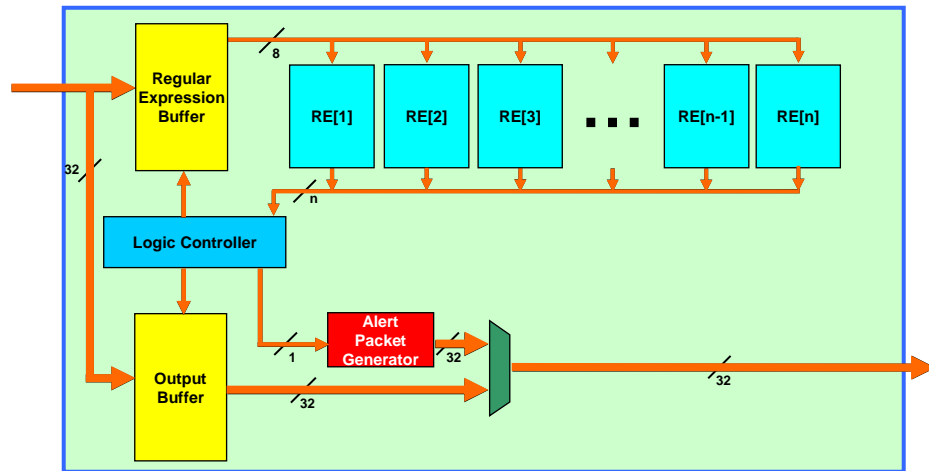 8
Regular
Expression
Buffer
RE[1]
RE[2]
RE[3]
...
RE[n-1]
RE[n]
32
n
Logic Controller
Alert
Packet
Generator
1
32
Output
Buffer
32
32